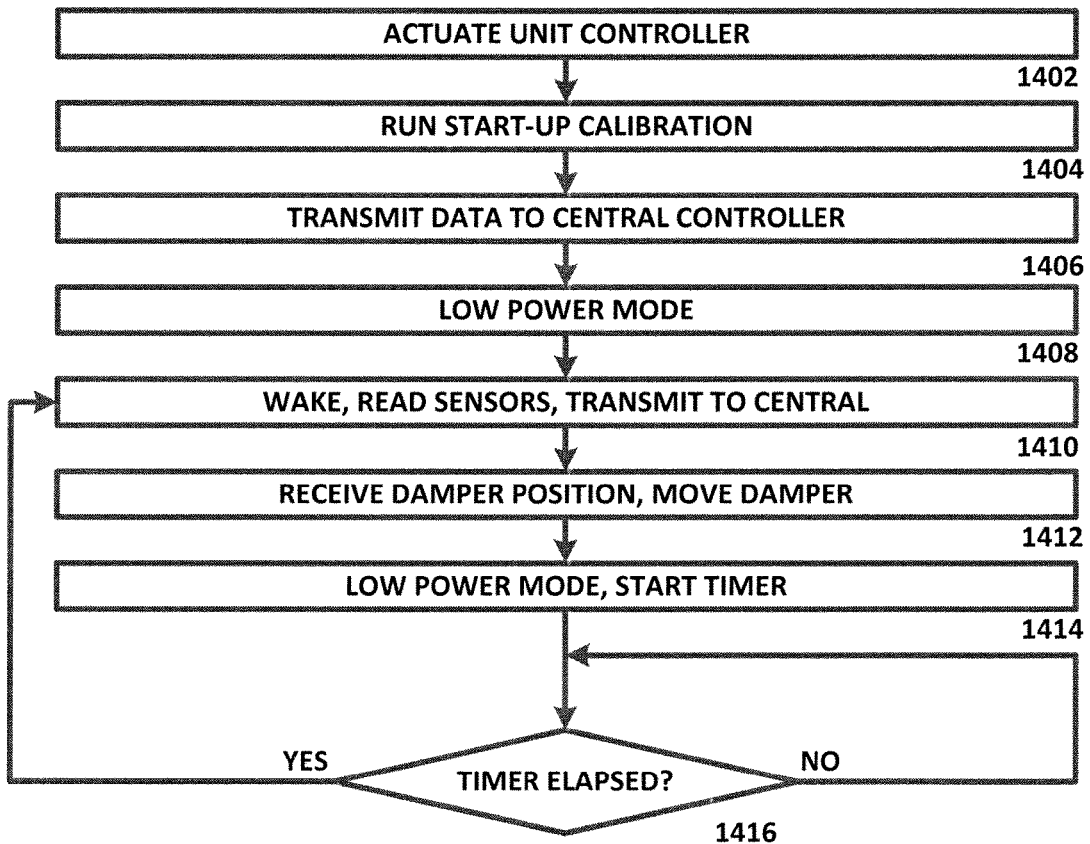 ACTUATE UNIT CONTROLLER
1402
RUN START-UP CALIBRATION
1404
TRANSMIT DATA TO CENTRAL CONTROLLER
1406
LOW POWER MODE
1408
WAKE, READ SENSORS, TRANSMIT TO CENTRAL
1410
RECEIVE DAMPER POSITION, MOVE DAMPER
1412
LOW POWER MODE, START TIMER
1414
YES
NO
TIMER ELAPSED?
1416